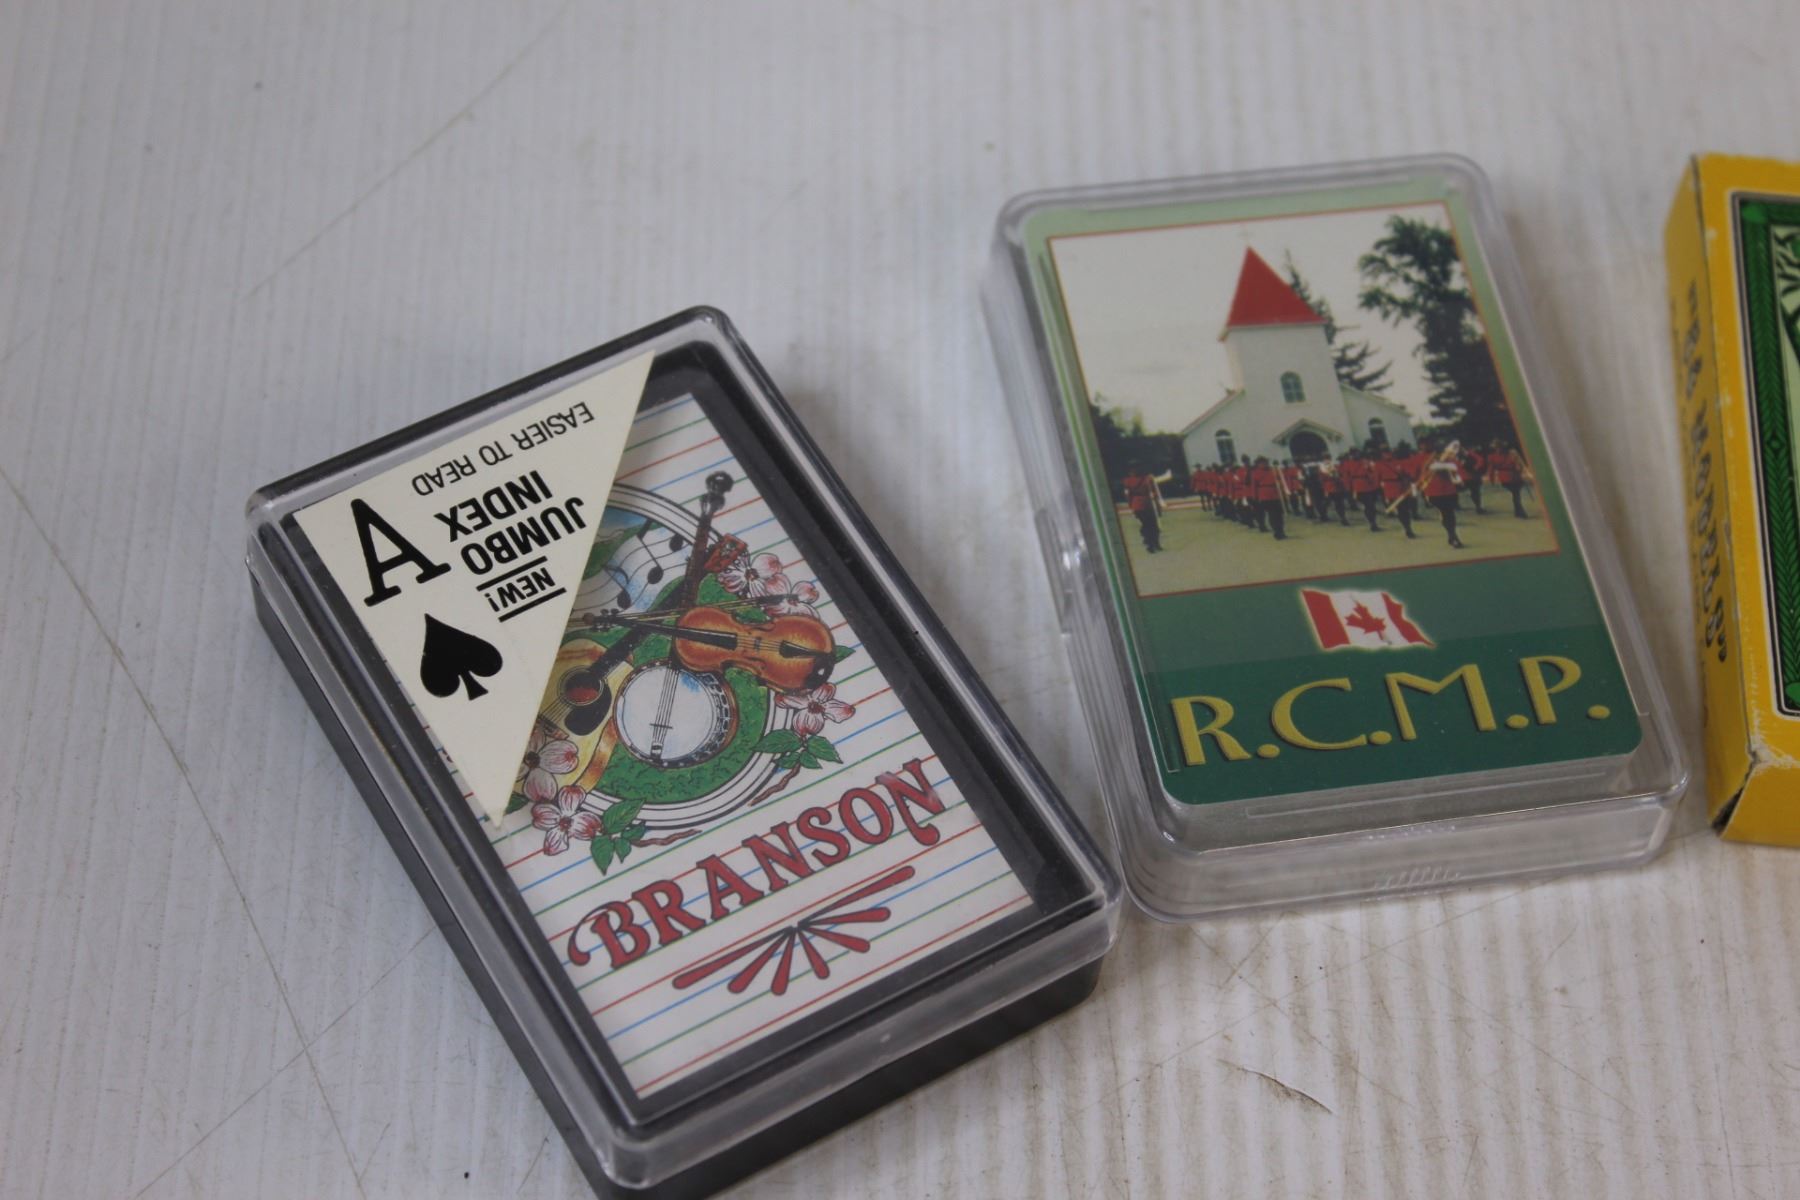 A
NEW!
JUMBO
INDEX
EASIER TO READ
BRANSON
R.C.M.P.